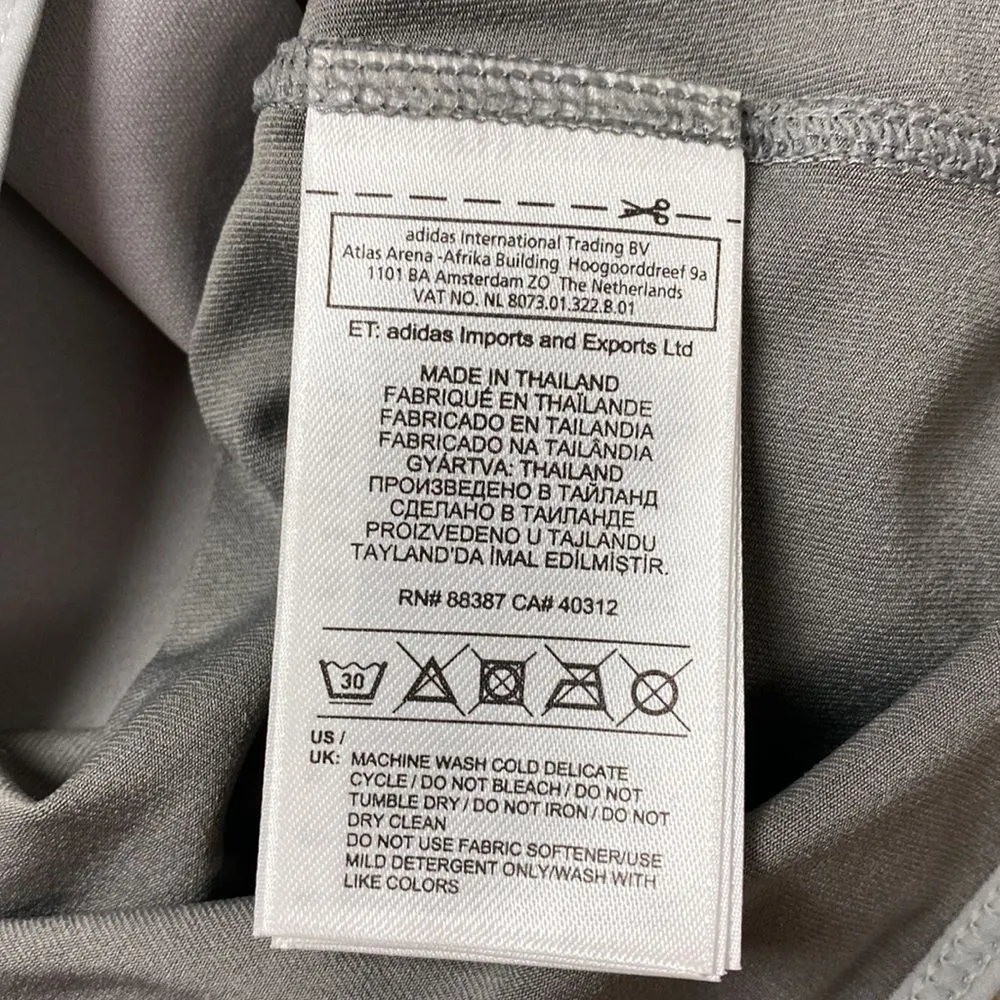 adidas International Trading BV
Atlas Arena -Afrika Building Hoogoorddreef 9a
1101 BA Amsterdam ZO The Netherlands
VAT NO. NL 8073.01.322.B.01
ET: adidas Imports and Exports Ltd
MADE IN THAILAND
FABRIQUÉ EN THAÏLANDE
FABRICADO EN TAILANDIA
FABRICADO NA TAILÂNDIA
GYÁRTVA: THAILAND
ПРОИЗВЕДЕНО В ТАЙЛАНД
СДЕЛАНО В ТАИЛАНДЕ
PROIZVEDENO U TAJLANDU
TAYLAND'DA İMAL EDİLMİŞTİR.
RN# 88387 CA# 40312
30
US /
UK: MACHINE WASH COLD DELICATE
CYCLE / DO NOT BLEACH / DO NOT
TUMBLE DRY / DO NOT IRON / DO NOT
DRY CLEAN
DO NOT USE FABRIC SOFTENER/USE
MILD DETERGENT ONLY/WASH WITH
LIKE COLORS